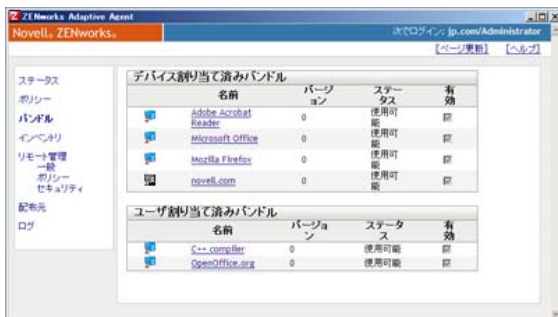 ZENworks Adaptive Agent
Novell® ZENworks®
次でログイン: jp.com/Administrator
[ページ更新] [ヘルプ]
ステータス
ポリシー
バンドル
インベントリ
リモート管理
一般
ポリシー
セキュリティ
配布元
ログ
デバイス割り当て済みバンドル
名前 バージョン ステータス 有効
Adobe Acrobat Reader 0 使用可能
Microsoft Office 0 使用可能
Mozilla Firefox 0 使用可能
novell.com 0 使用可能
ユーザ割り当て済みバンドル
名前 バージョン ステータス 有効
C++ compiler 0 使用可能
OpenOffice.org 0 使用可能